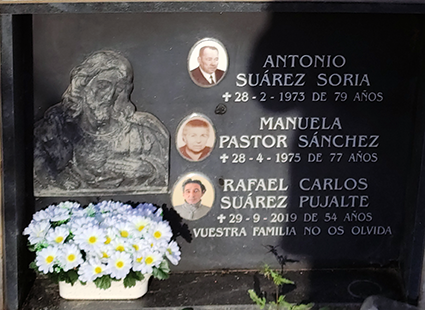 ANTONIO
SUÁREZ SORIA
✝ 28 - 2 - 1973 DE 79 AÑOS
MANUELA
PASTOR SÁNCHEZ
✝ 28 - 4 - 1975 DE 77 AÑOS
RAFAEL CARLOS
SUÁREZ PUJALTE
✝ 29 - 9 - 2019 DE 54 AÑOS
VUESTRA FAMILIA NO OS OLVIDA